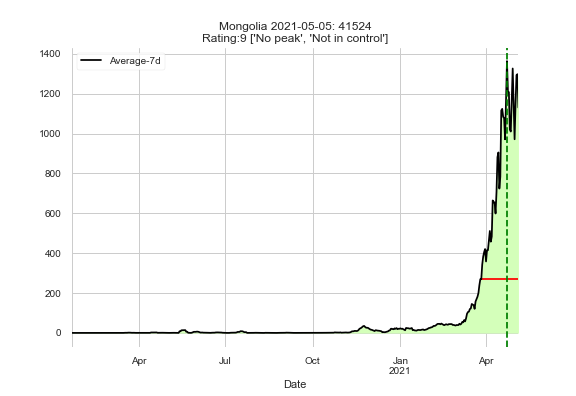 Mongolia 2021-05-05: 41524
Rating:9 ['No peak', 'Not in control']
Average-7d
1400
1200
1000
800
600
400
200
0
Apr Jul Oct Jan Apr
2021
Date